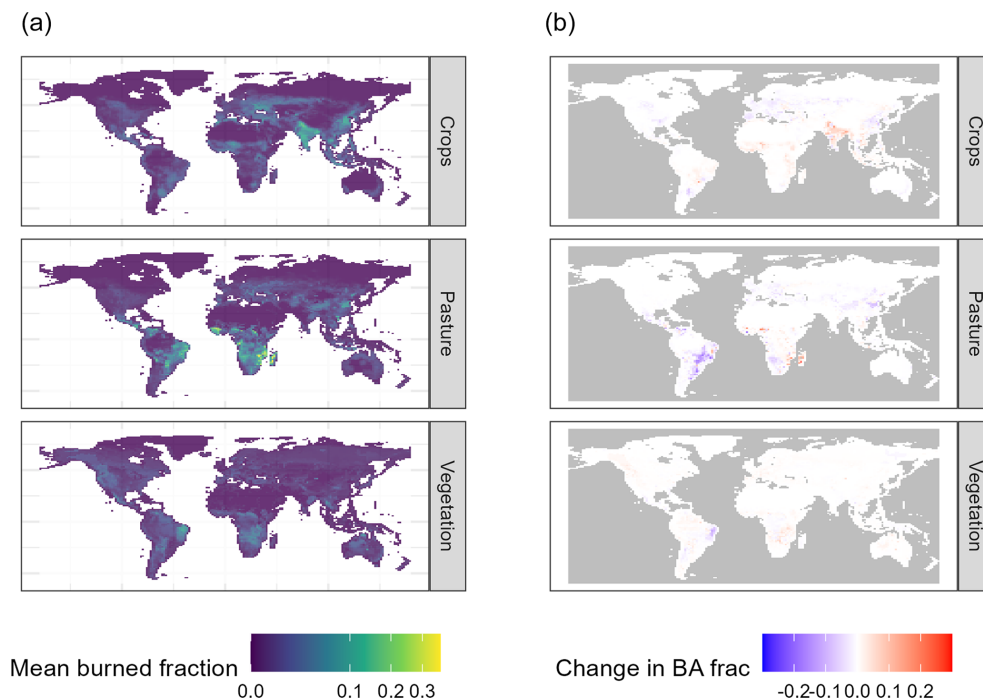 (a)
(b)
Crops
Crops
Pasture
Pasture
Vegetation
Vegetation
Mean burned fraction
0.0 0.1 0.2 0.3
Change in BA frac
-0.2 -0.1 0.0 0.1 0.2